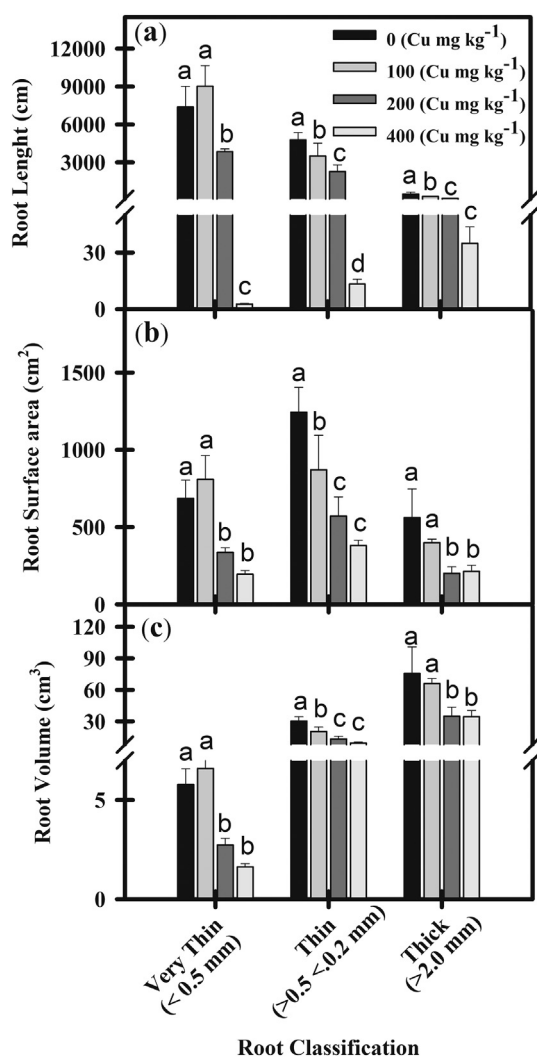 (a)
0 (Cu mg kg-1)
100 (Cu mg kg-1)
200 (Cu mg kg-1)
400 (Cu mg kg-1)
Root Lenght (cm)
12000
9000
6000
3000
30
0
a a b c
a b c d
a b c c
(b)
Root Surface area (cm2)
1500
1000
500
0
a a b b
a b c c
a a b b
(c)
Root Volume (cm3)
120
90
60
30
5
0
a a b b
a b c c
a a b b
Very Thin
(< 0.5 mm)
Thin
(>0.5 <.0.2 mm)
Thick
(>2.0 mm)
Root Classification